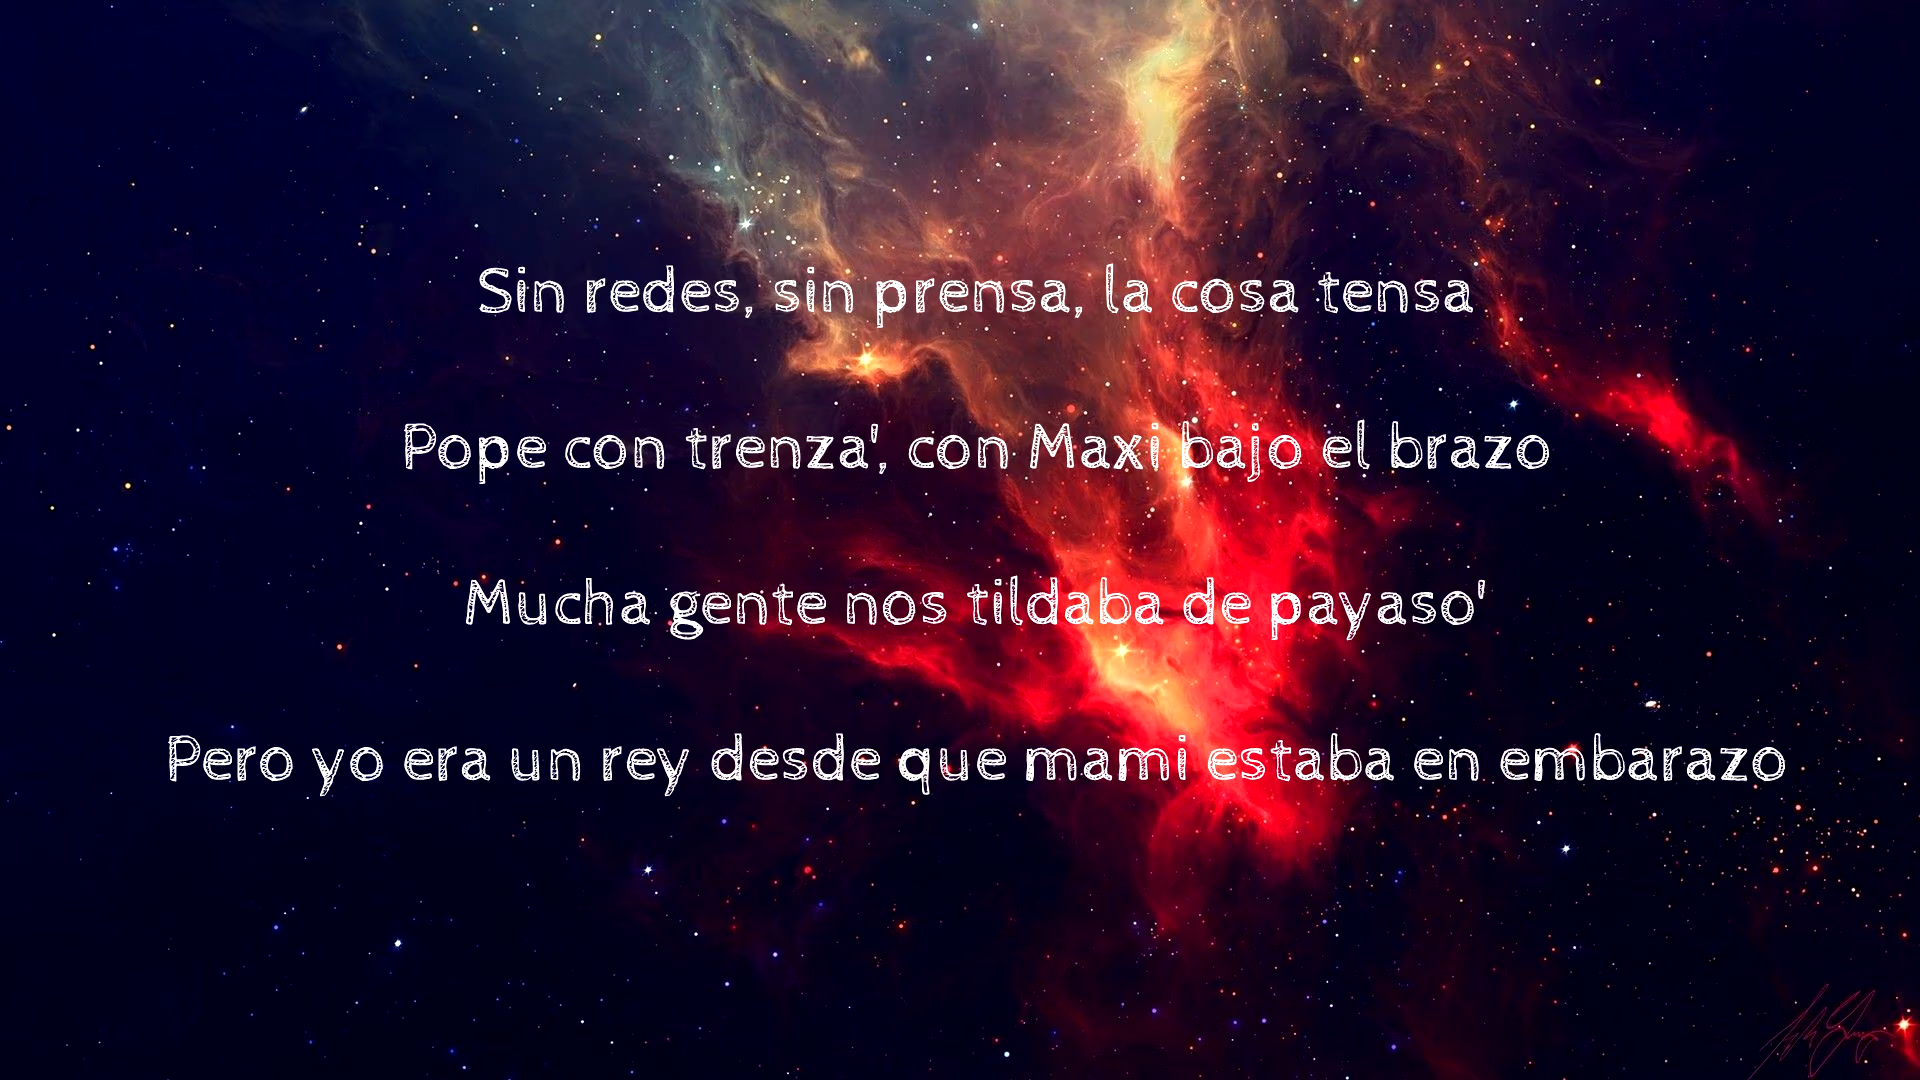 Sin redes, sin prensa, la cosa tensa
Pope con trenza', con Maxi bajo el brazo
Mucha gente nos tildaba de payaso'
Pero yo era un rey desde que mami estaba en embarazo